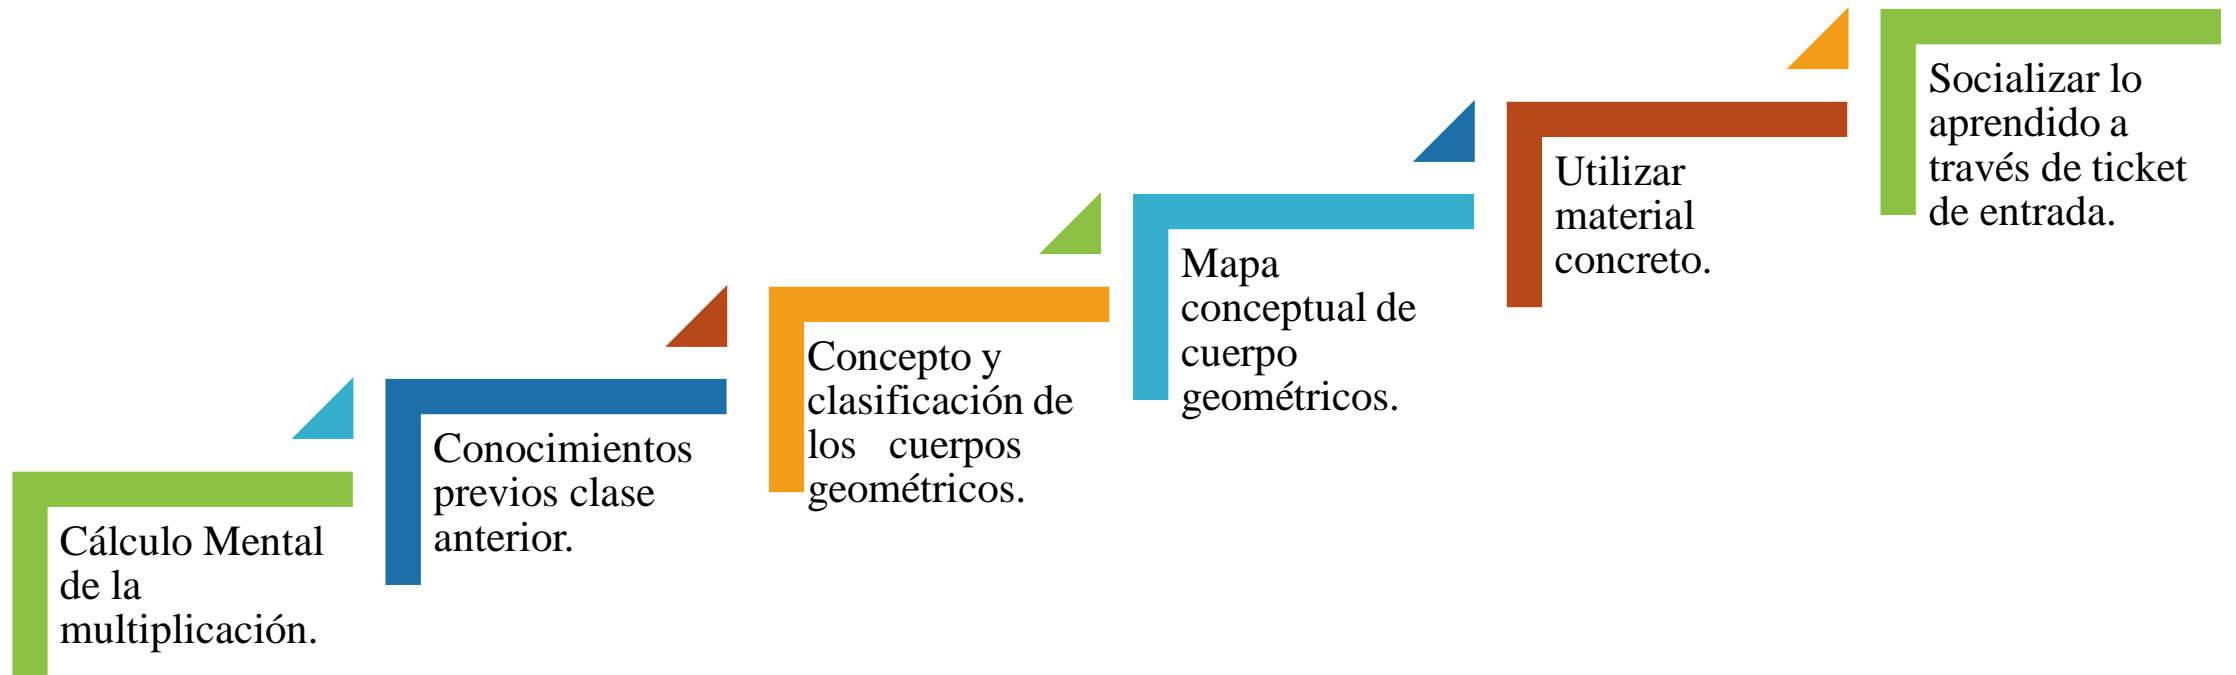 Cálculo Mental
de la
multiplicación.
Conocimientos
previos clase
anterior.
Concepto y
clasificación de
los cuerpos
geométricos.
Mapa
conceptual de
cuerpo
geométricos.
Utilizar
material
concreto.
Socializar lo
aprendido a
través de ticket
de entrada.